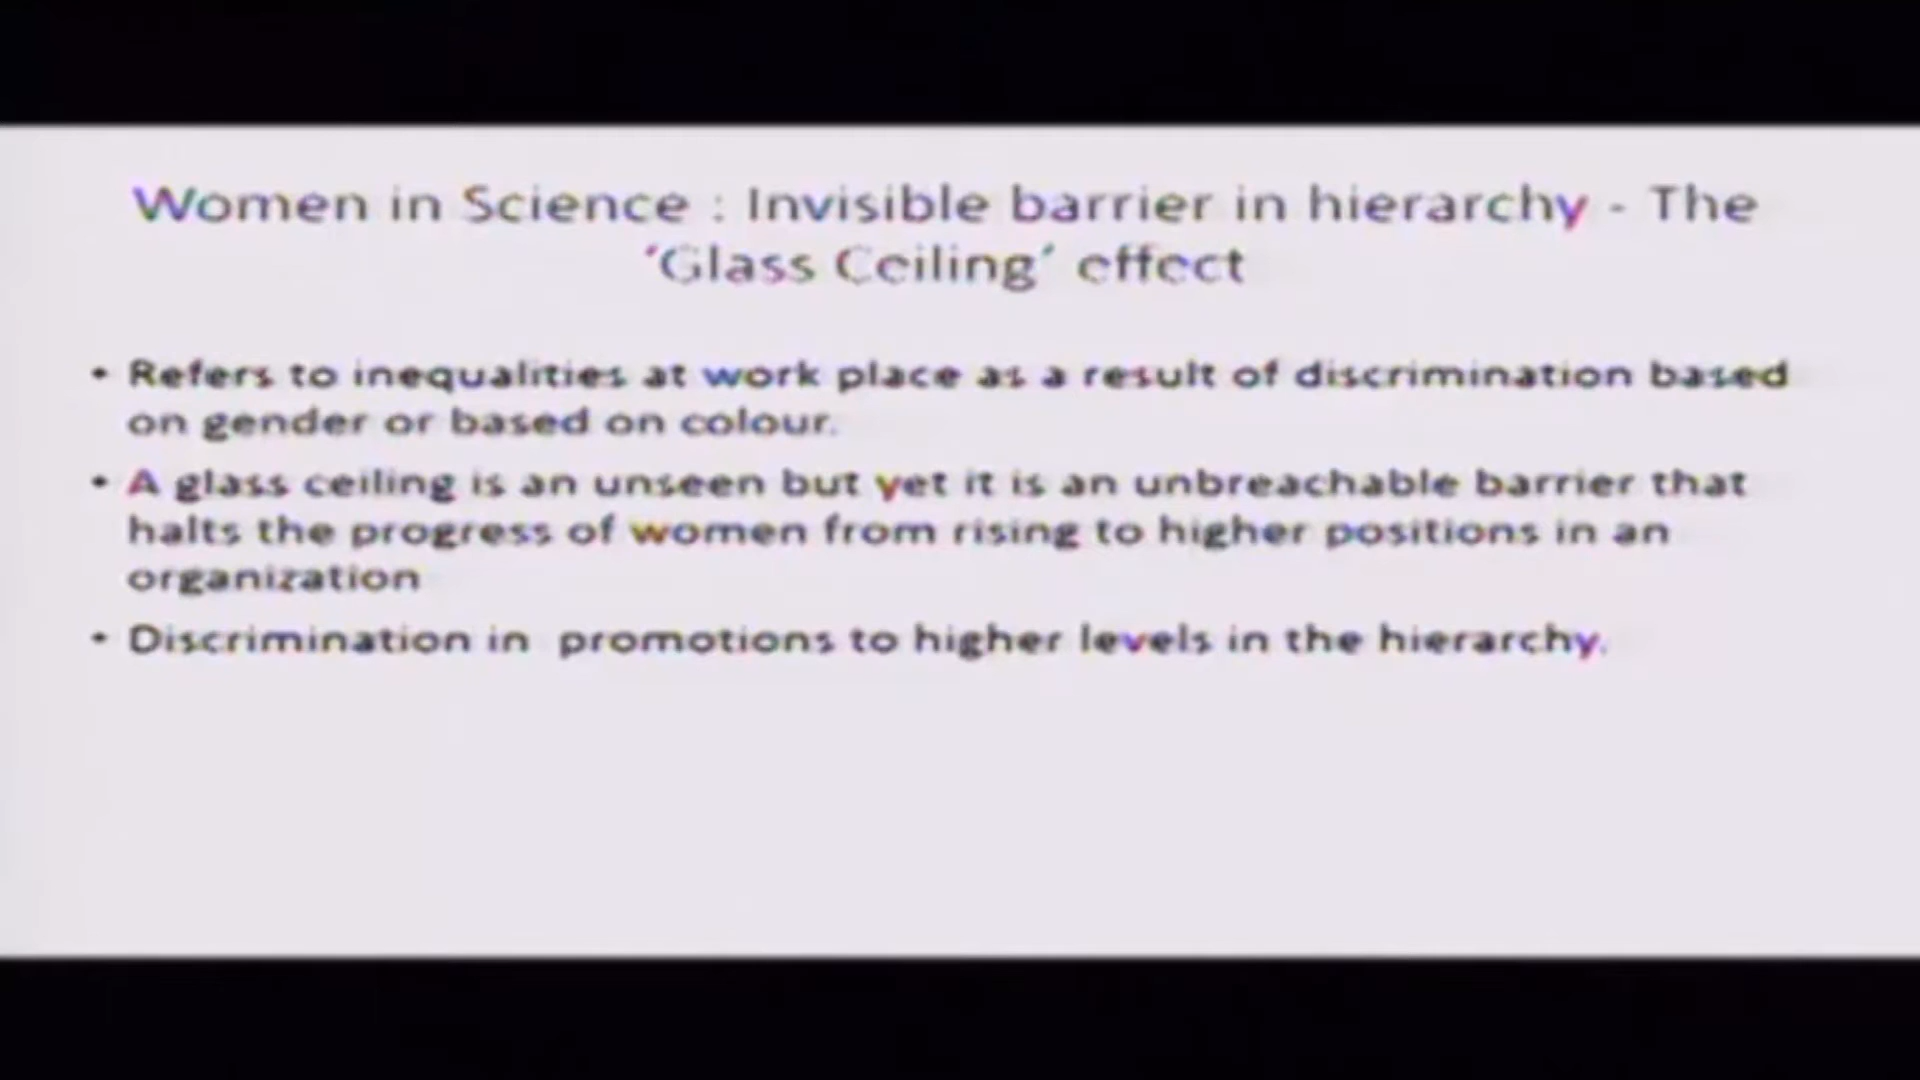 Women in Science : Invisible barrier in hierarchy - The
‘Glass Ceiling’ effect
• Refers to inequalities at work place as a result of discrimination based
on gender or based on colour.
• A glass ceiling is an unseen but yet it is an unbreachable barrier that
halts the progress of women from rising to higher positions in an
organization
• Discrimination in  promotions to higher levels in the hierarchy.